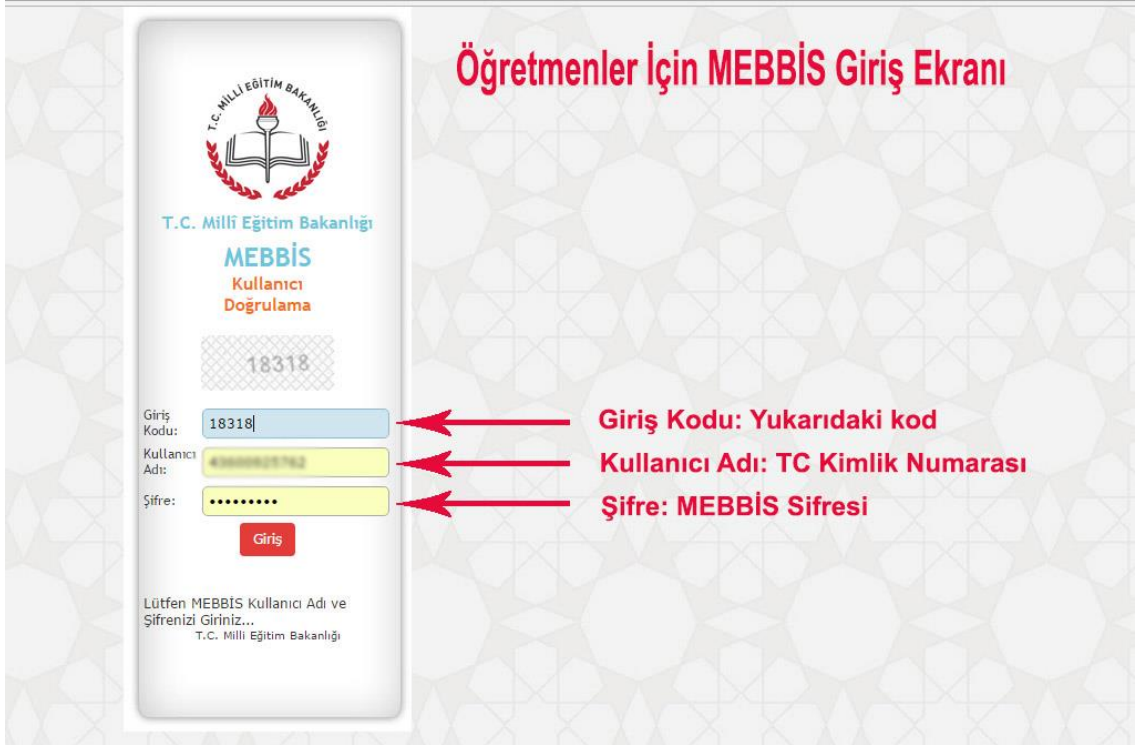 Öğretmenler İçin MEBBİS Giriş Ekranı
T.C. MİLLİ EĞİTİM BAKANLIĞI
T.C. Millî Eğitim Bakanlığı
MEBBİS
Kullanıcı
Doğrulama
18318
Giriş
Kodu:
18318
Giriş Kodu: Yukarıdaki kod
Kullanıcı
Adı:
Kullanıcı Adı: TC Kimlik Numarası
Şifre:
•••••••••
Şifre: MEBBİS Sifresi
Giriş
Lütfen MEBBİS Kullanıcı Adı ve
Şifrenizi Giriniz...
T.C. Milli Eğitim Bakanlığı